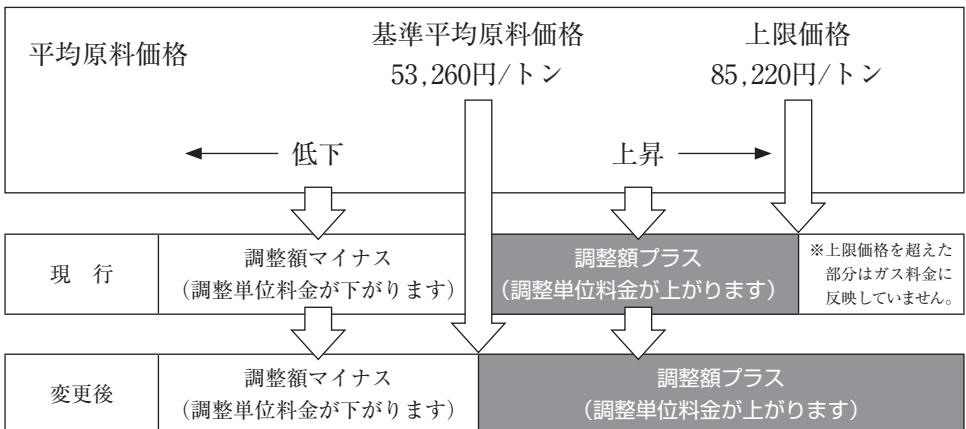 平均原料価格
基準平均原料価格
53,260円/トン
上限価格
85,220円/トン
低下
上昇
現　行
調整額マイナス
（調整単位料金が下がります）
調整額プラス
（調整単位料金が上がります）
※上限価格を超えた
部分はガス料金に
反映していません。
変更後
調整額マイナス
（調整単位料金が下がります）
調整額プラス
（調整単位料金が上がります）